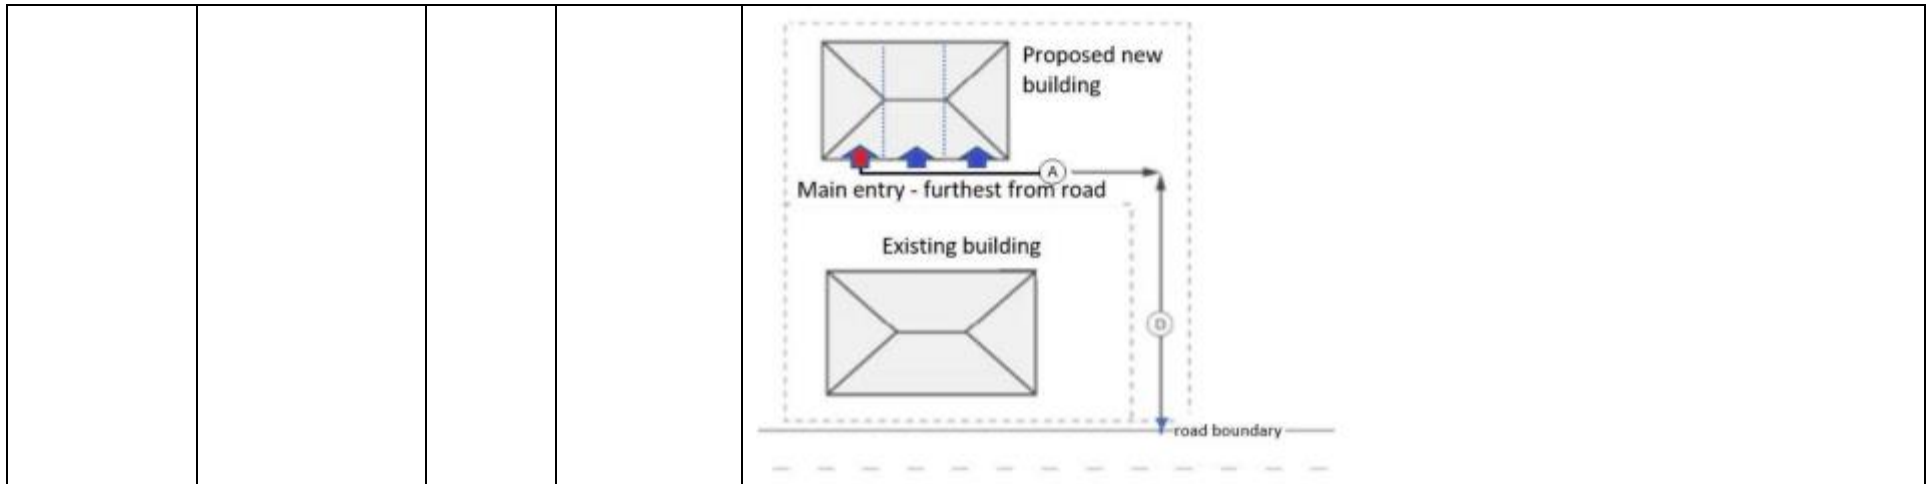 Proposed new
building
A
Main entry - furthest from road
Existing building
D
road boundary